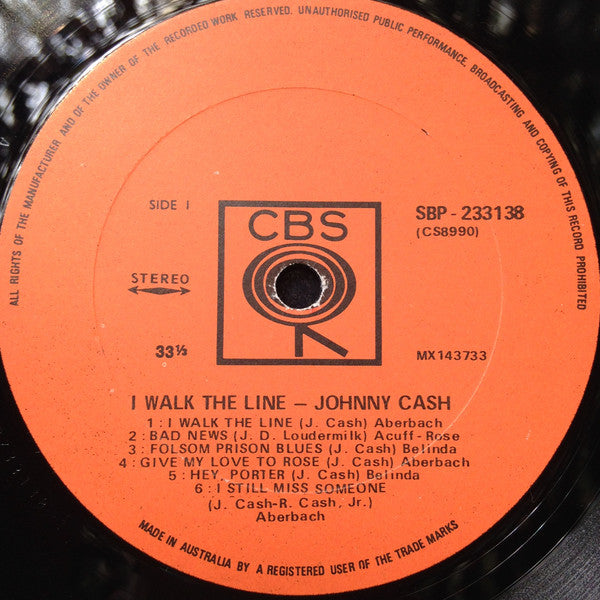 ALL RIGHTS OF THE MANUFACTURER AND OF THE OWNER OF THE RECORDED WORK RESERVED. UNAUTHORISED PUBLIC PERFORMANCE, BROADCASTING AND COPYING OF THIS RECORD PROHIBITED
SIDE I
CBS
SBP-233138
(CS8990)
STEREO
33⅓
MX143733
I WALK THE LINE – JOHNNY CASH
1 : I WALK THE LINE (J. Cash) Aberbach
2 : BAD NEWS (J. D. Loudermilk) Acuff-Rose
3 : FOLSOM PRISON BLUES (J. Cash) Belinda
4 : GIVE MY LOVE TO ROSE (J. Cash) Aberbach
5 : HEY, PORTER (J. Cash) Belinda
6 : I STILL MISS SOMEONE
(J. Cash-R. Cash, Jr.)
Aberbach
MADE IN AUSTRALIA BY A REGISTERED USER OF THE TRADE MARKS